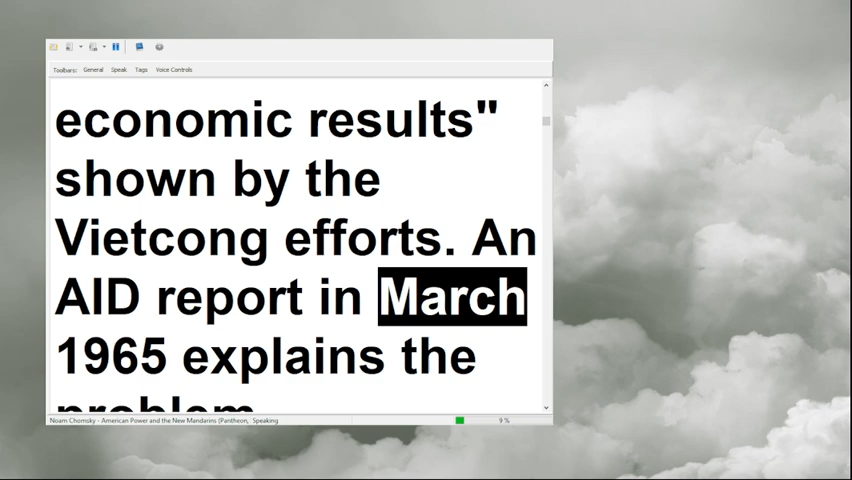 Toolbars: General Speak Tags Voice Controls
economic results"
shown by the
Vietcong efforts. An
AID report in March
1965 explains the
problem
Noam Chomsky - American Power and the New Mandarins (Pantheon, Speaking 9 %